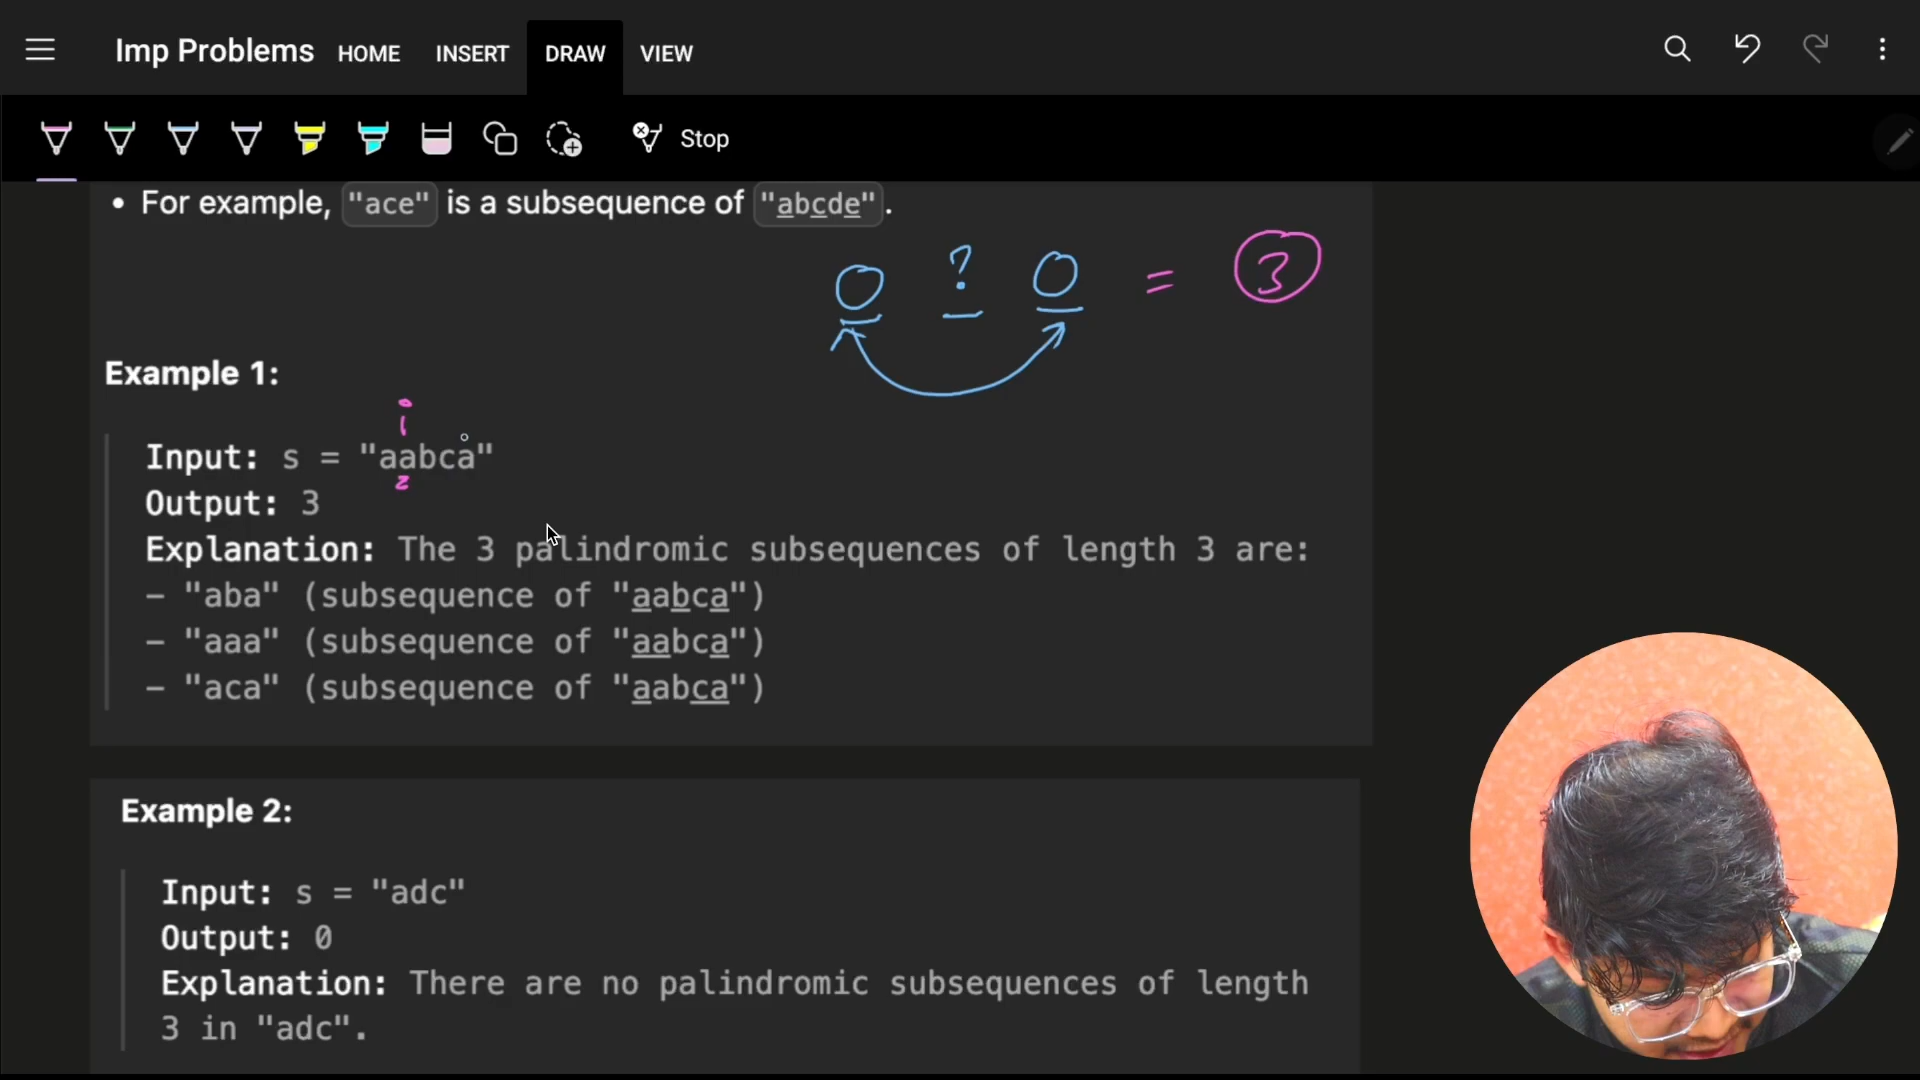 Imp Problems HOME INSERT DRAW VIEW
Stop
• For example, "ace" is a subsequence of "abcde".
O ? O = 3
Example 1:
i
Input: s = "aabca"
2
Output: 3
Explanation: The 3 palindromic subsequences of length 3 are:
– "aba" (subsequence of "aabca")
– "aaa" (subsequence of "aabca")
– "aca" (subsequence of "aabca")
Example 2:
Input: s = "adc"
Output: 0
Explanation: There are no palindromic subsequences of length
3 in "adc".